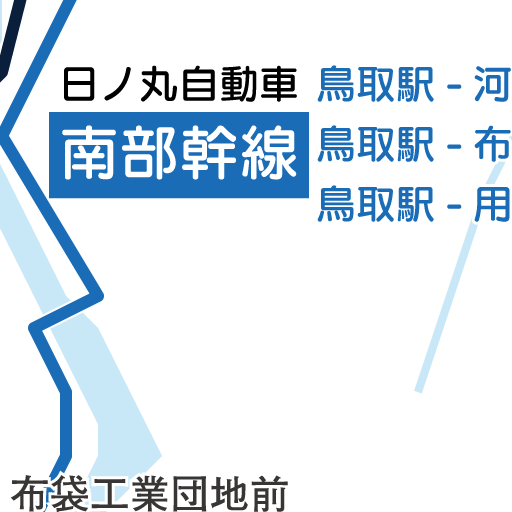 日ノ丸自動車
南部幹線
鳥取駅 - 河
鳥取駅 - 布
鳥取駅 - 用
布袋工業団地前